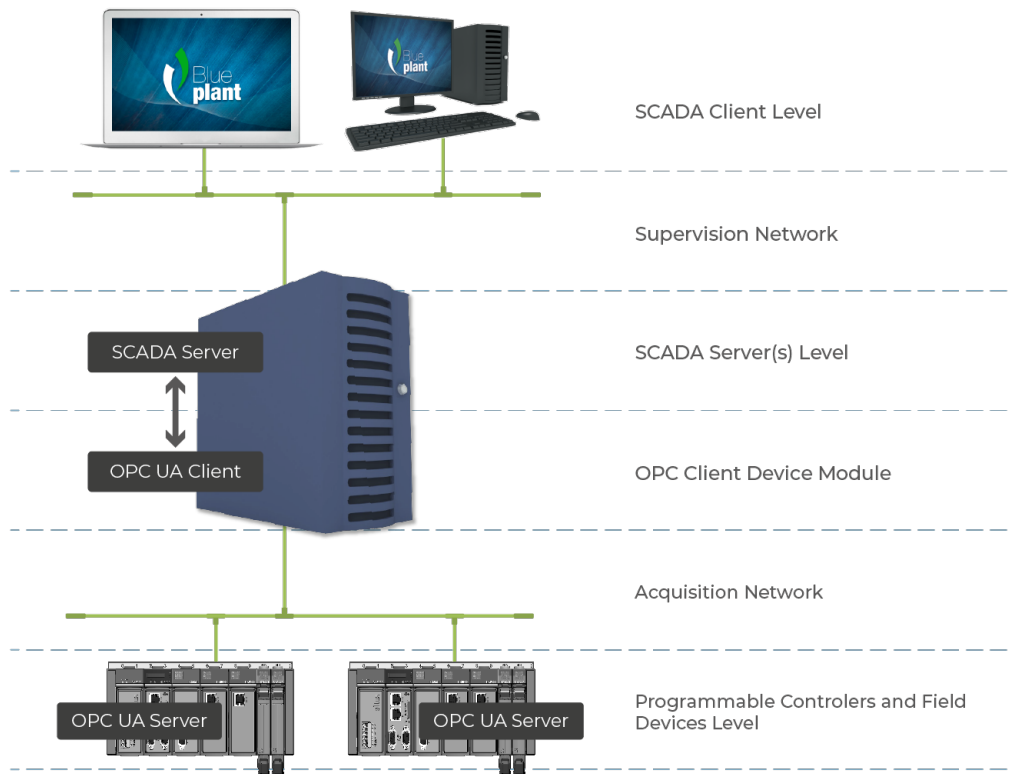 Blue
plant
Blue
plant
SCADA Client Level
Supervision Network
SCADA Server
SCADA Server(s) Level
OPC UA Client
OPC Client Device Module
Acquisition Network
OPC UA Server
OPC UA Server
Programmable Controlers and Field
Devices Level